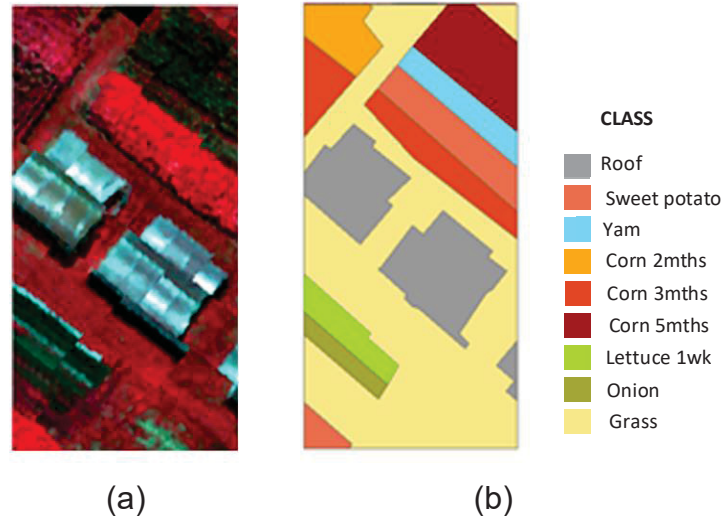 CLASS
Roof
Sweet potato
Yam
Corn 2mths
Corn 3mths
Corn 5mths
Lettuce 1wk
Onion
Grass
(a)
(b)